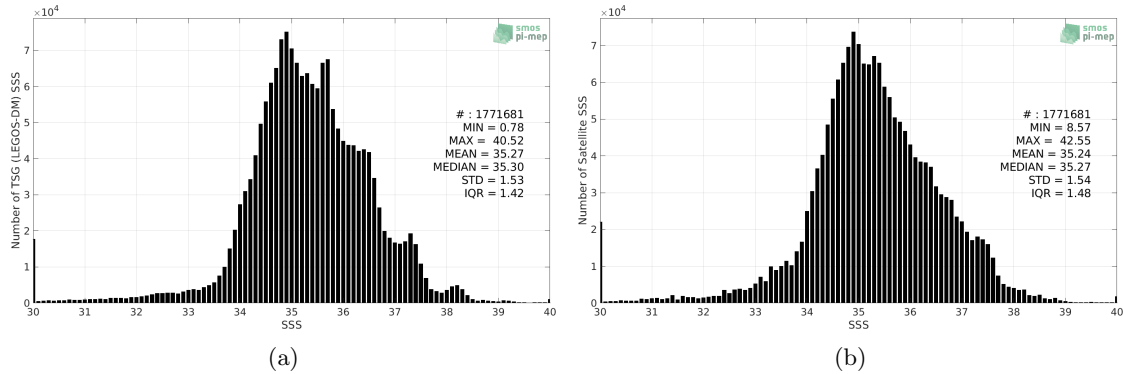 ×10⁴
smos
pi-mep
Number of TSG (LEGOS-DM) SSS
7
6
5
4
3
2
1
0
# : 1771681
MIN = 0.78
MAX = 40.52
MEAN = 35.27
MEDIAN = 35.30
STD = 1.53
IQR = 1.42
30 31 32 33 34 35 36 37 38 39 40
SSS
(a)
×10⁴
smos
pi-mep
Number of Satellite SSS
7
6
5
4
3
2
1
0
# : 1771681
MIN = 8.57
MAX = 42.55
MEAN = 35.24
MEDIAN = 35.27
STD = 1.54
IQR = 1.48
30 31 32 33 34 35 36 37 38 39 40
SSS
(b)